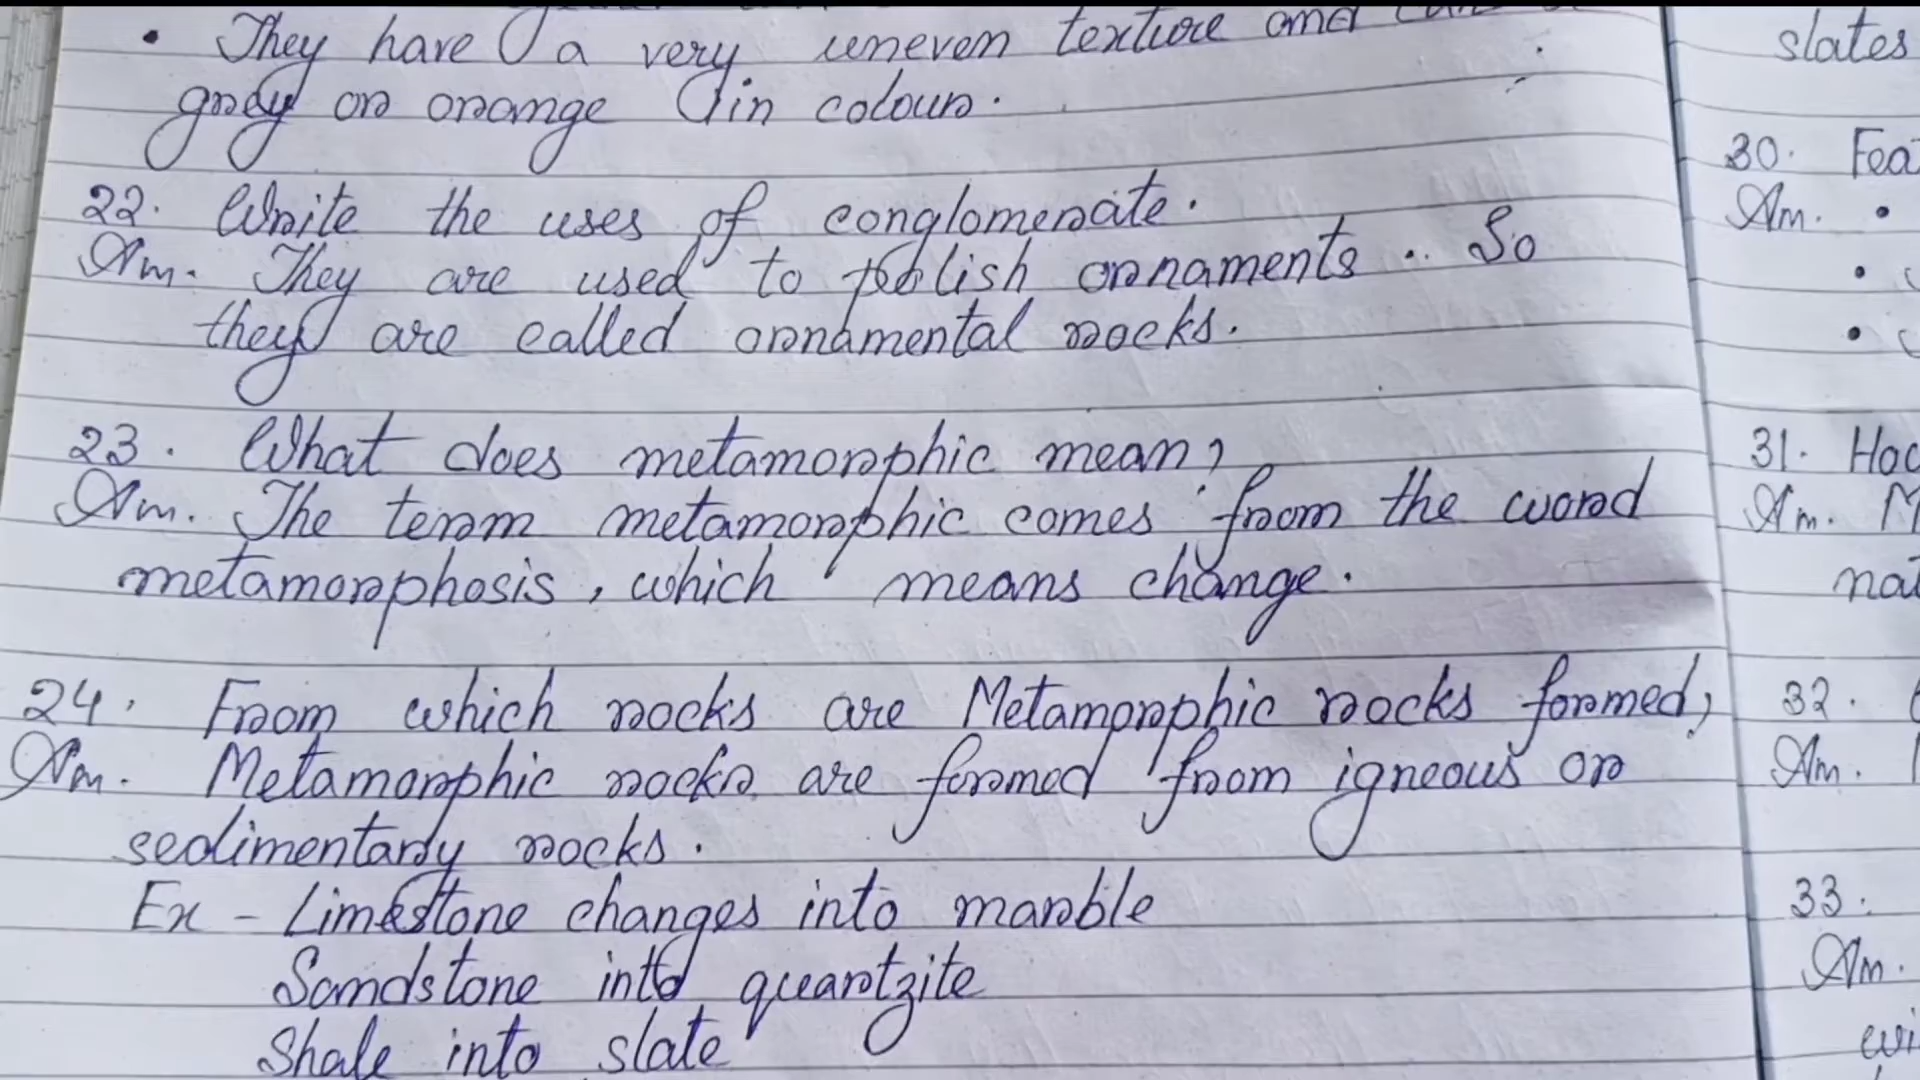 • They have a very uneven texture and
grey or orange in colour.
22. Write the uses of conglomerate.
Ans. They are used to polish ornaments. So
they are called ornamental rocks.
23. What does metamorphic mean?
Ans. The term metamorphic comes from the word
metamorphosis, which means change.
24. From which rocks are Metamorphic rocks formed?
Ans. Metamorphic rocks are formed from igneous or
sedimentary rocks.
Ex - Limestone changes into marble
Sandstone into quartzite
Shale into slate
slates
30.
Ans. •
•
•
31.
Ans.
32.
Ans.
33.
Ans.